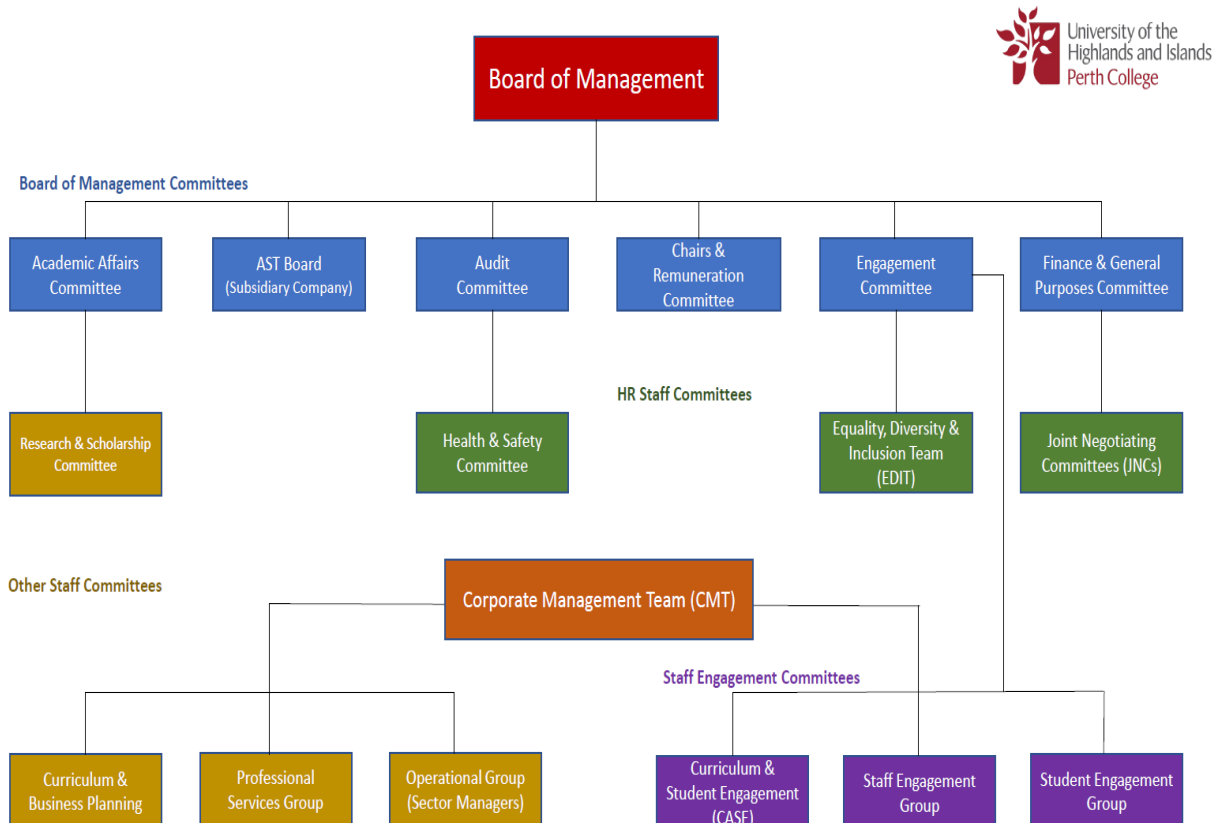 University of the
Highlands and Islands
Perth College
Board of Management
Board of Management Committees
Academic Affairs
Committee
AST Board
(Subsidiary Company)
Audit
Committee
Chairs &
Remuneration
Committee
Engagement
Committee
Finance & General
Purposes Committee
HR Staff Committees
Research & Scholarship
Committee
Health & Safety
Committee
Equality, Diversity &
Inclusion Team
(EDIT)
Joint Negotiating
Committees (JNCs)
Other Staff Committees
Corporate Management Team (CMT)
Staff Engagement Committees
Curriculum &
Business Planning
Professional
Services Group
Operational Group
(Sector Managers)
Curriculum &
Student Engagement
(CASE)
Staff Engagement
Group
Student Engagement
Group